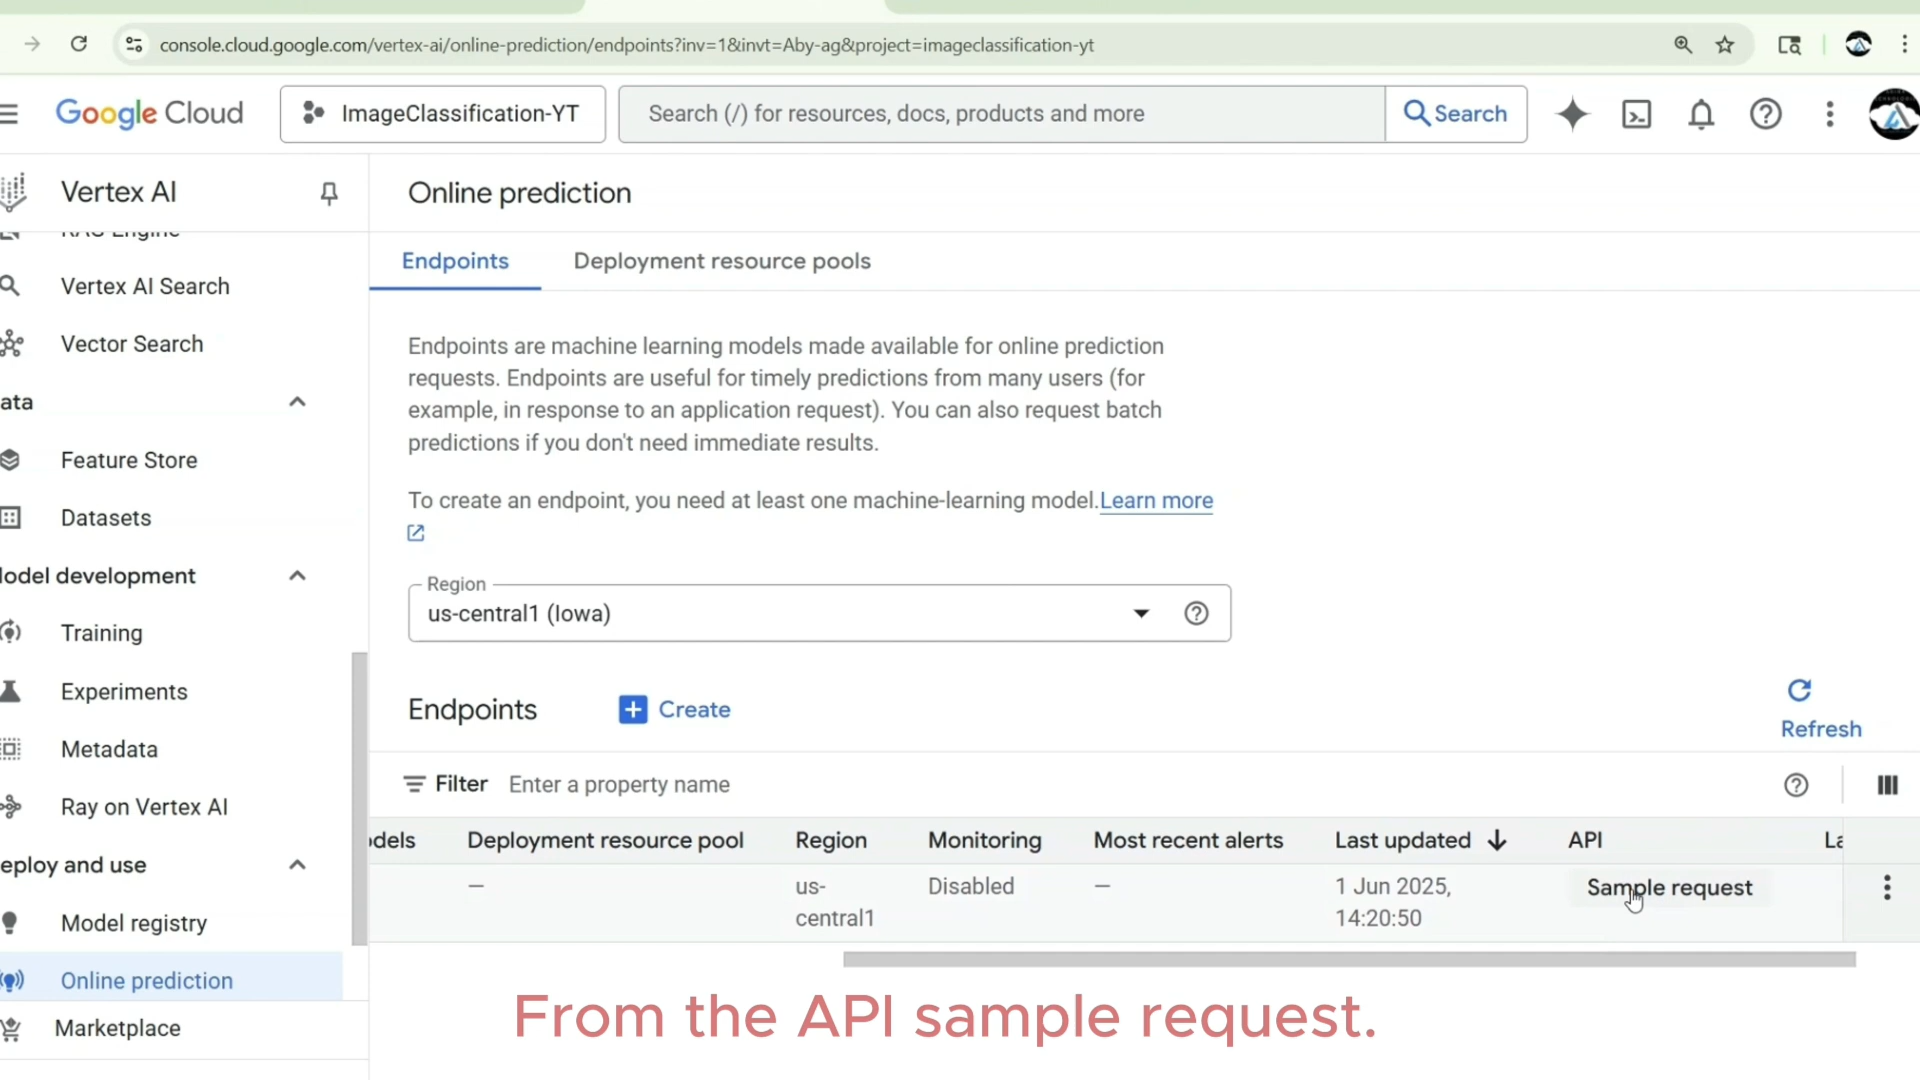 console.cloud.google.com/vertex-ai/online-prediction/endpoints?inv=1&invt=Aby-ag&project=imageclassification-yt
Google Cloud
ImageClassification-YT
Search (/) for resources, docs, products and more
Search
Vertex AI
Vertex AI Search
Vector Search
ata
Feature Store
Datasets
odel development
Training
Experiments
Metadata
Ray on Vertex AI
eploy and use
Model registry
Online prediction
Marketplace
Online prediction
Endpoints
Deployment resource pools
Endpoints are machine learning models made available for online prediction
requests. Endpoints are useful for timely predictions from many users (for
example, in response to an application request). You can also request batch
predictions if you don't need immediate results.
To create an endpoint, you need at least one machine-learning model. Learn more
Region
us-central1 (Iowa)
Endpoints
Create
Refresh
Filter Enter a property name
dels Deployment resource pool Region Monitoring Most recent alerts Last updated API La
— us- Disabled — 1 Jun 2025, Sample request
central1 14:20:50
From the API sample request.